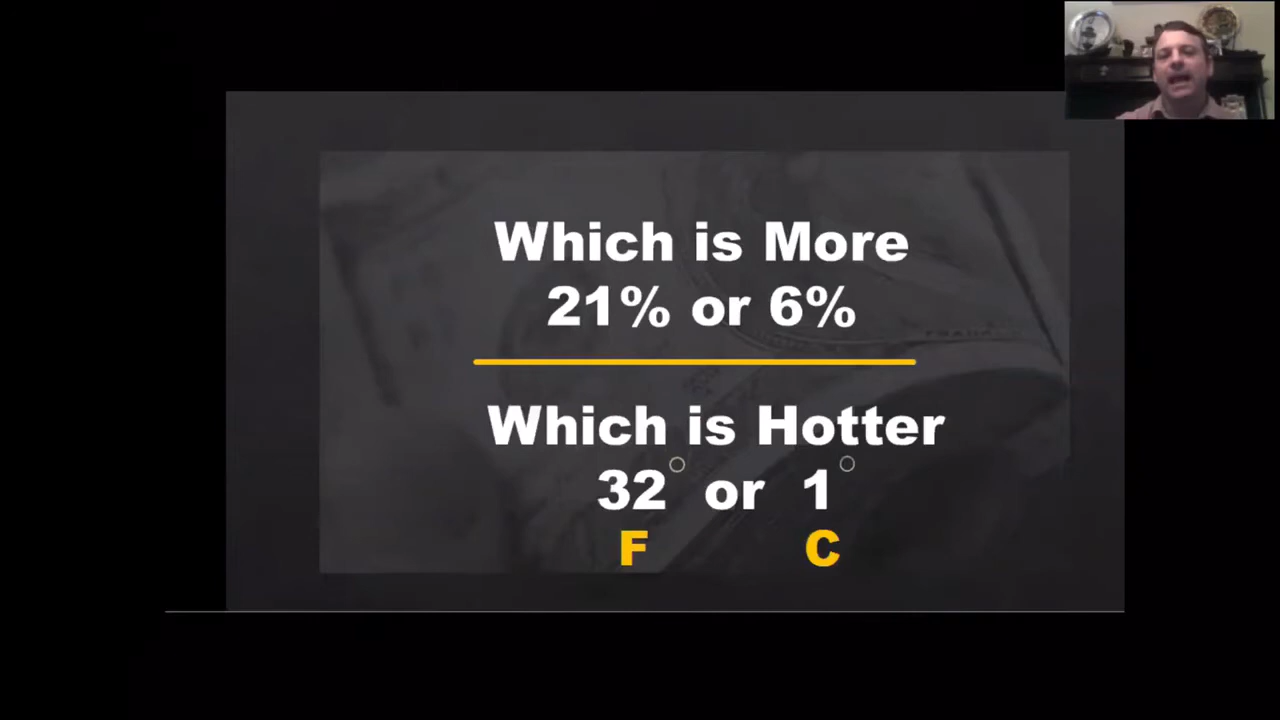 Which is More
21% or 6%
Which is Hotter
32° or 1°
F C